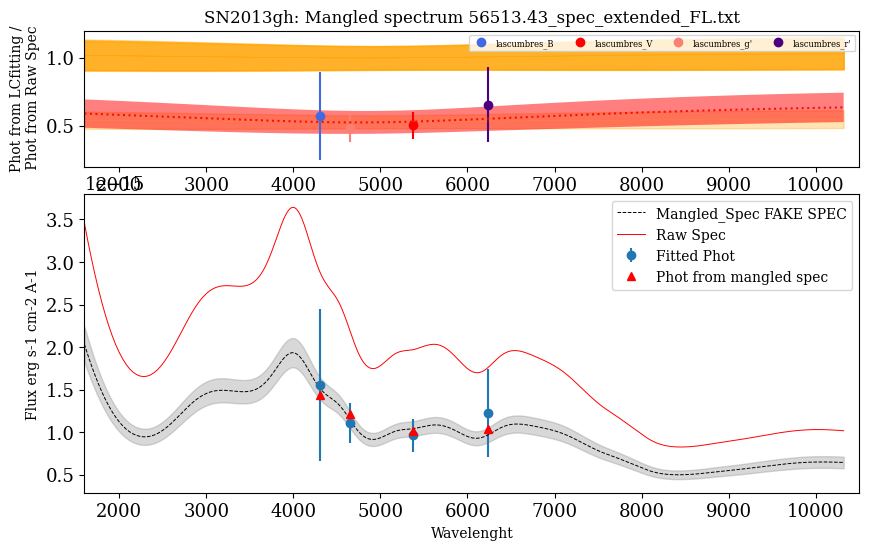 SN2013gh: Mangled spectrum 56513.43_spec_extended_FL.txt
Phot from LCfitting /
Phot from Raw Spec
1.0
0.5
lascumbres_B
lascumbres_V
lascumbres_g'
lascumbres_r'
2000 3000 4000 5000 6000 7000 8000 9000 10000
1e−15
Flux erg s-1 cm-2 A-1
3.5
3.0
2.5
2.0
1.5
1.0
0.5
Mangled_Spec FAKE SPEC
Raw Spec
Fitted Phot
Phot from mangled spec
2000 3000 4000 5000 6000 7000 8000 9000 10000
Wavelenght